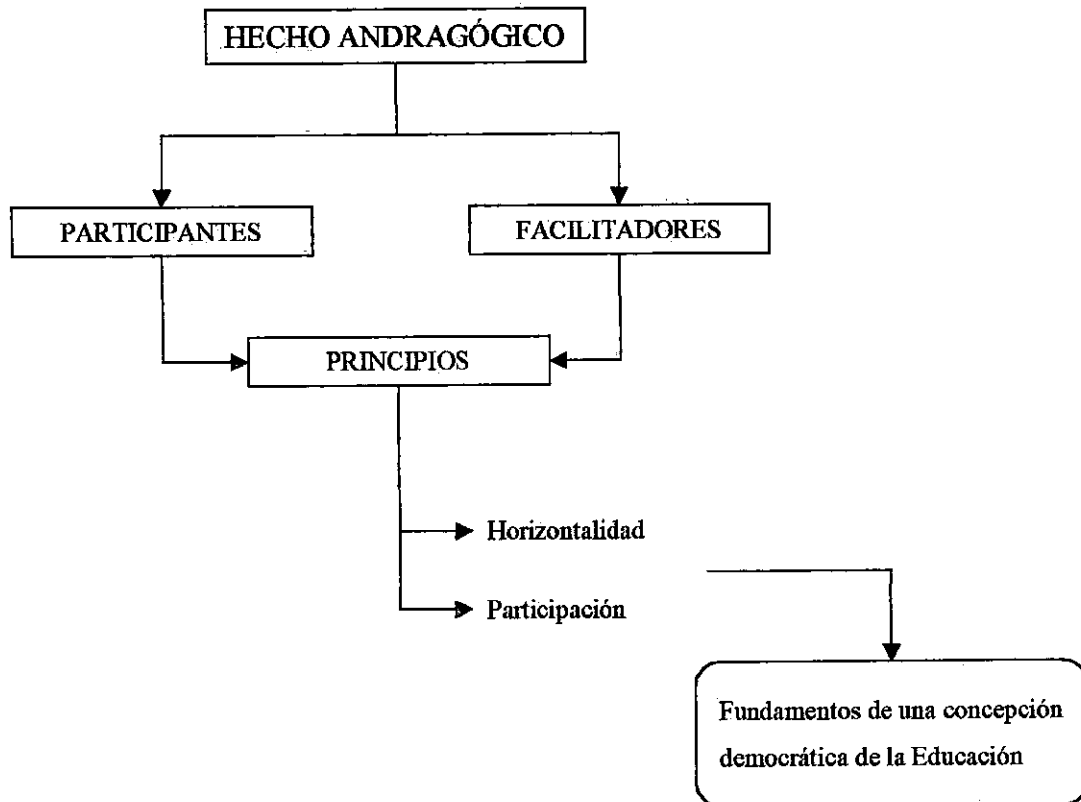 HECHO ANDRAGÓGICO
PARTICIPANTES
FACILITADORES
PRINCIPIOS
Horizontalidad
Participación
Fundamentos de una concepción
democrática de la Educación